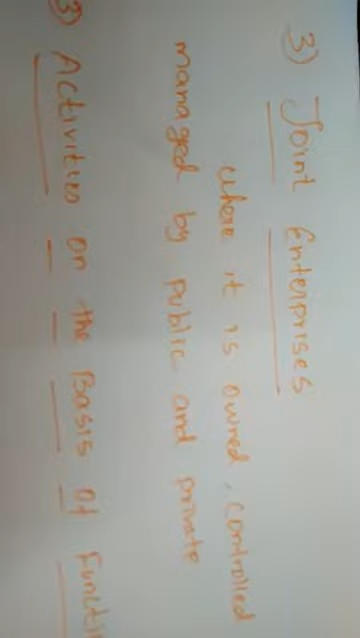 3) Joint Enterprises
where it is owned, controlled
managed by public and private
3) Activities on the Basis of